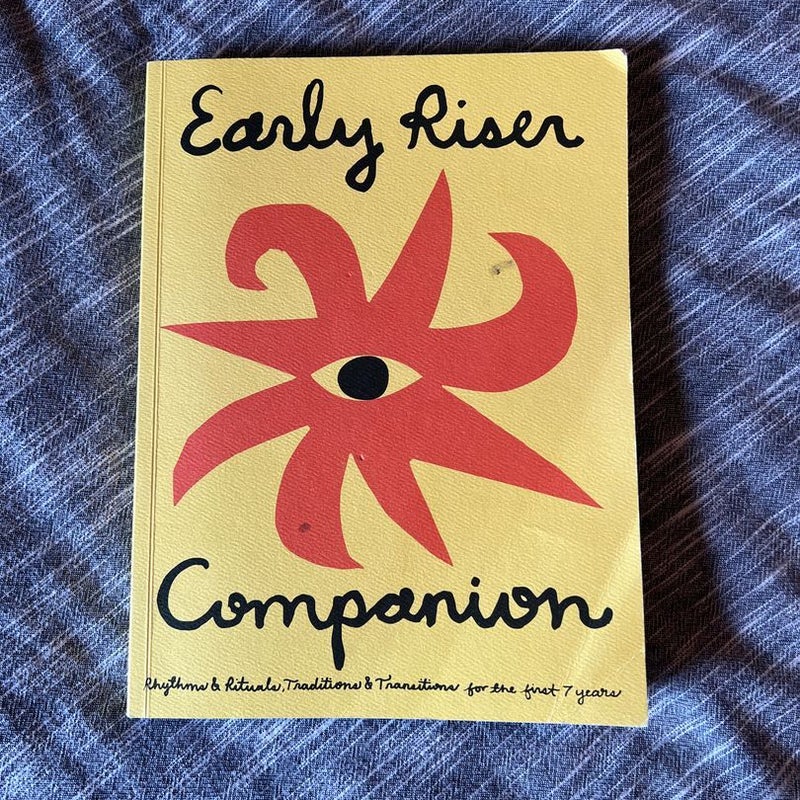 Early Riser
Companion
Rhythms & Rituals, Traditions & Transitions for the first 7 years